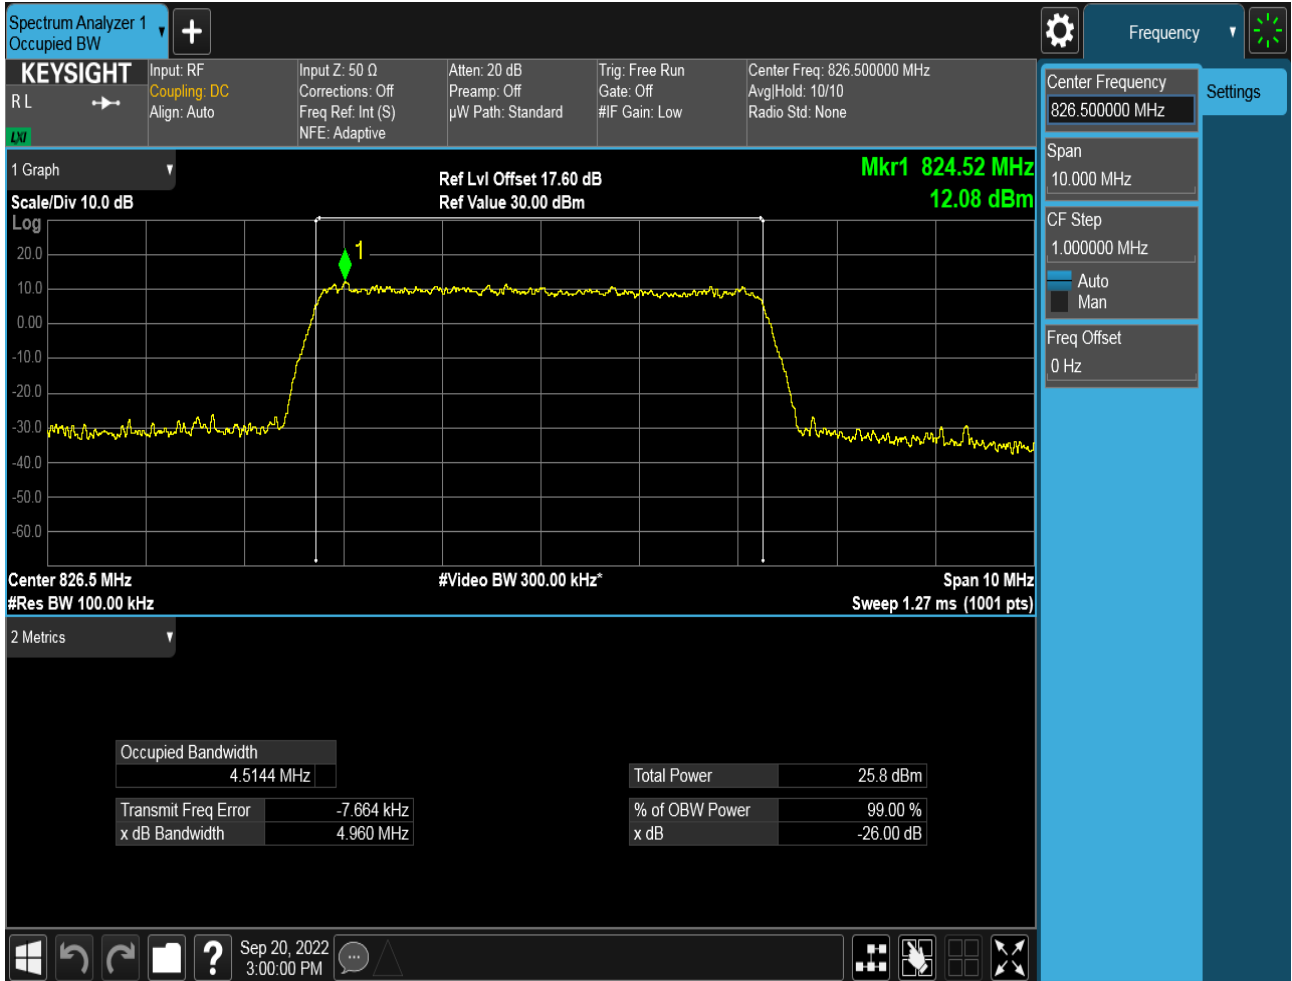 Spectrum Analyzer 1
Occupied BW
Frequency
KEYSIGHT
R L
LXI
Input: RF
Coupling: DC
Align: Auto
Input Z: 50 Ω
Corrections: Off
Freq Ref: Int (S)
NFE: Adaptive
Atten: 20 dB
Preamp: Off
µW Path: Standard
Trig: Free Run
Gate: Off
#IF Gain: Low
Center Freq: 826.500000 MHz
Avg|Hold: 10/10
Radio Std: None
Center Frequency
826.500000 MHz
Settings
Span
10.000 MHz
CF Step
1.000000 MHz
Auto
Man
Freq Offset
0 Hz
1 Graph
Scale/Div 10.0 dB
Ref Lvl Offset 17.60 dB
Ref Value 30.00 dBm
Mkr1 824.52 MHz
12.08 dBm
Log
1
20.0
10.0
0.00
-10.0
-20.0
-30.0
-40.0
-50.0
-60.0
Center 826.5 MHz
#Video BW 300.00 kHz*
Span 10 MHz
#Res BW 100.00 kHz
Sweep 1.27 ms (1001 pts)
2 Metrics
Occupied Bandwidth
4.5144 MHz
Total Power 25.8 dBm
Transmit Freq Error -7.664 kHz
% of OBW Power 99.00 %
x dB Bandwidth 4.960 MHz
x dB -26.00 dB
?
Sep 20, 2022
3:00:00 PM